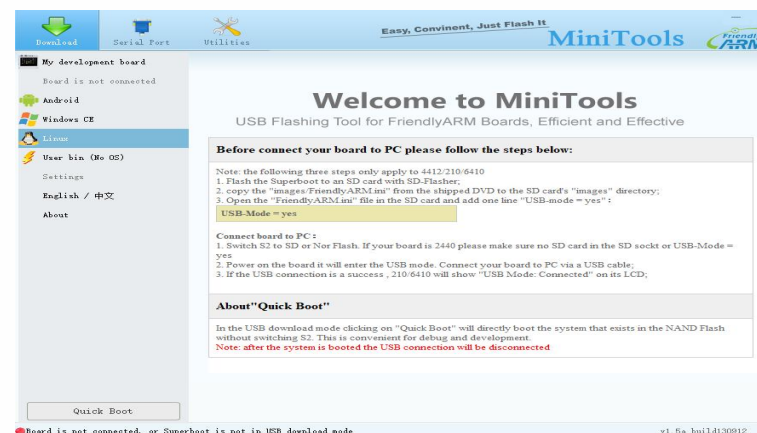 Download Serial Port Utilities
Easy, Convinent, Just Flash It
MiniTools
My development board
Board is not connected
Android
Windows CE
Linux
User bin (No OS)
Settings
English / 中文
About
Welcome to MiniTools
USB Flashing Tool for FriendlyARM Boards, Efficient and Effective
Before connect your board to PC please follow the steps below:
Note: the following three steps only apply to 4412/210/6410
1. Flash the Superboot to an SD card with SD-Flasher;
2. copy the "images/FriendlyARM.ini" from the shipped DVD to the SD card's "images" directory;
3. Open the "FriendlyARM.ini" file in the SD card and add one line "USB-mode = yes" :
USB-Mode = yes
Connect board to PC :
1. Switch S2 to SD or Nor Flash. If your board is 2440 please make sure no SD card in the SD sockt or USB-Mode =
yes
2. Power on the board it will enter the USB mode. Connect your board to PC via a USB cable;
3. If the USB connection is a success , 210/6410 will show "USB Mode: Connected" on its LCD;
About"Quick Boot"
In the USB download mode clicking on "Quick Boot" will directly boot the system that exists in the NAND Flash
without switching S2. This is convenient for debug and development.
Note: after the system is booted the USB connection will be disconnected
Quick Boot
Board is not connected, or Superboot is not in USB download mode
v1.5a build130912